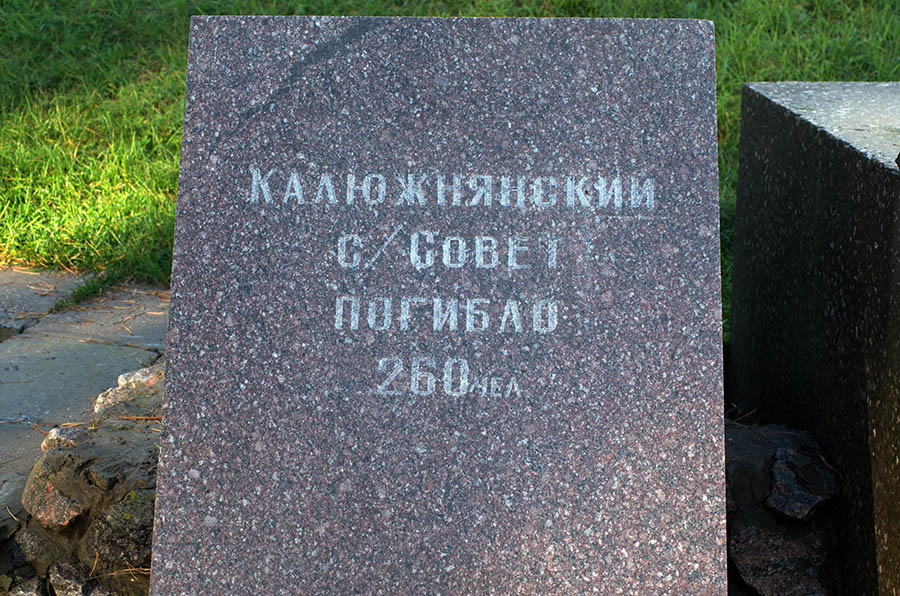 КАЛЮЖНЯНСКИЙ
С/СОВЕТ
ПОГИБЛО
260 ЧЕЛ